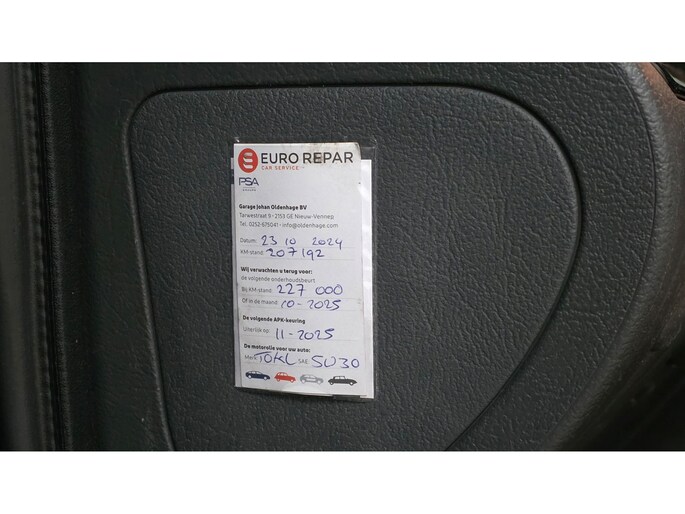 EURO REPAR
CAR SERVICE
PSA
GROUPE
Garage Johan Oldenhage BV
Tarwestraat 9 - 2153 GE Nieuw-Vennep
Tel. 0252-675041 - info@oldenhage.com
Datum: 23 10 2024
KM-stand: 207192
Wij verwachten u terug voor:
de volgende onderhoudsbeurt
Bij KM-stand: 227 000
Of in de maand: 10-2025
De volgende APK-keuring
Uiterlijk op: 11-2025
De motorolie voor uw auto:
Merk: Total SAE 5W30